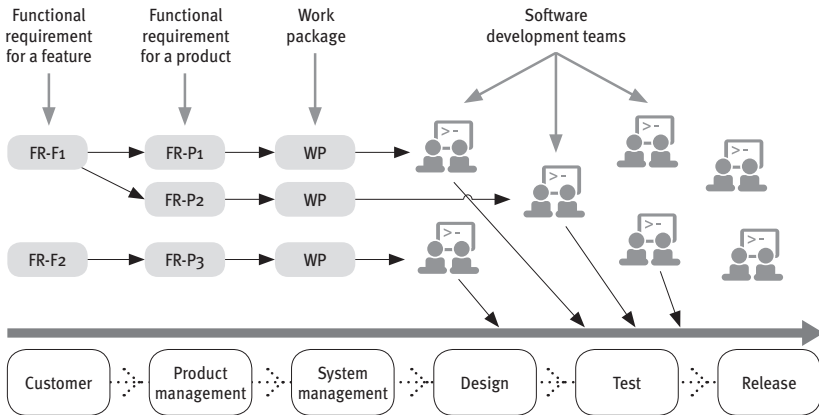 Functional
requirement
for a feature
Functional
requirement
for a product
Work
package
Software
development teams
FR-F1
FR-P1
WP
>-
>-
>-
FR-P2
WP
>-
FR-F2
FR-P3
WP
>-
>-
>-
Customer
Product
management
System
management
Design
Test
Release